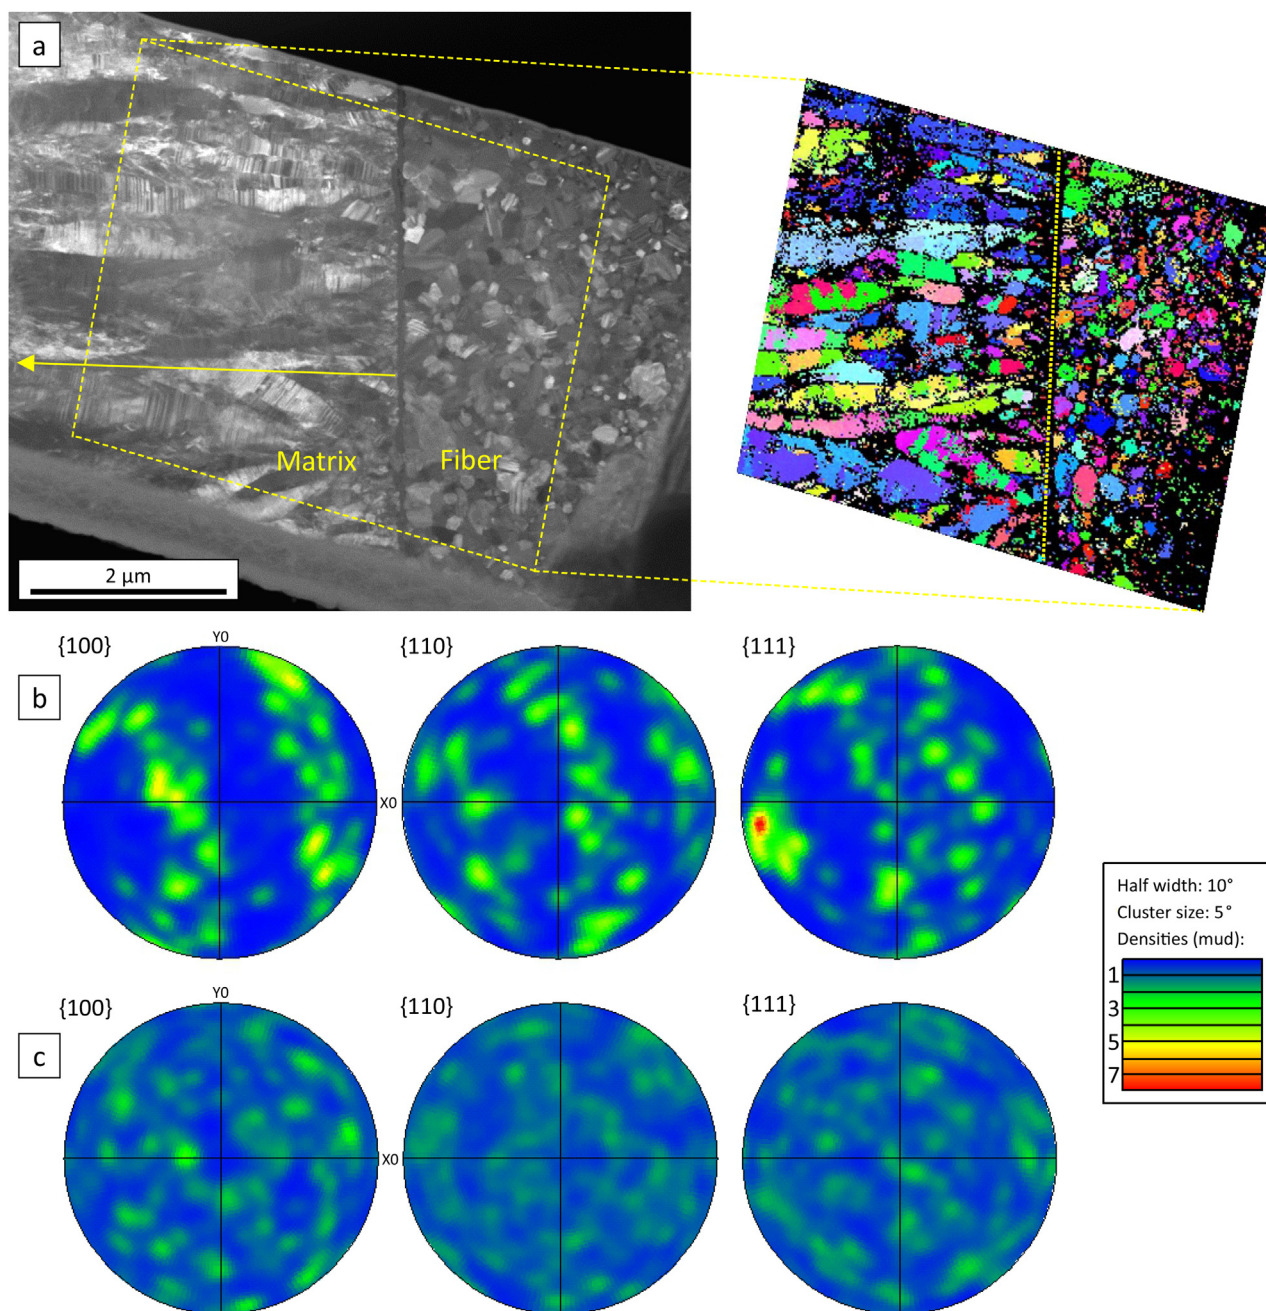 a
Matrix
Fiber
2 µm
b
{100}
Y0
X0
{110}
{111}
Half width: 10°
Cluster size: 5°
Densities (mud):
1
3
5
7
c
{100}
Y0
X0
{110}
{111}